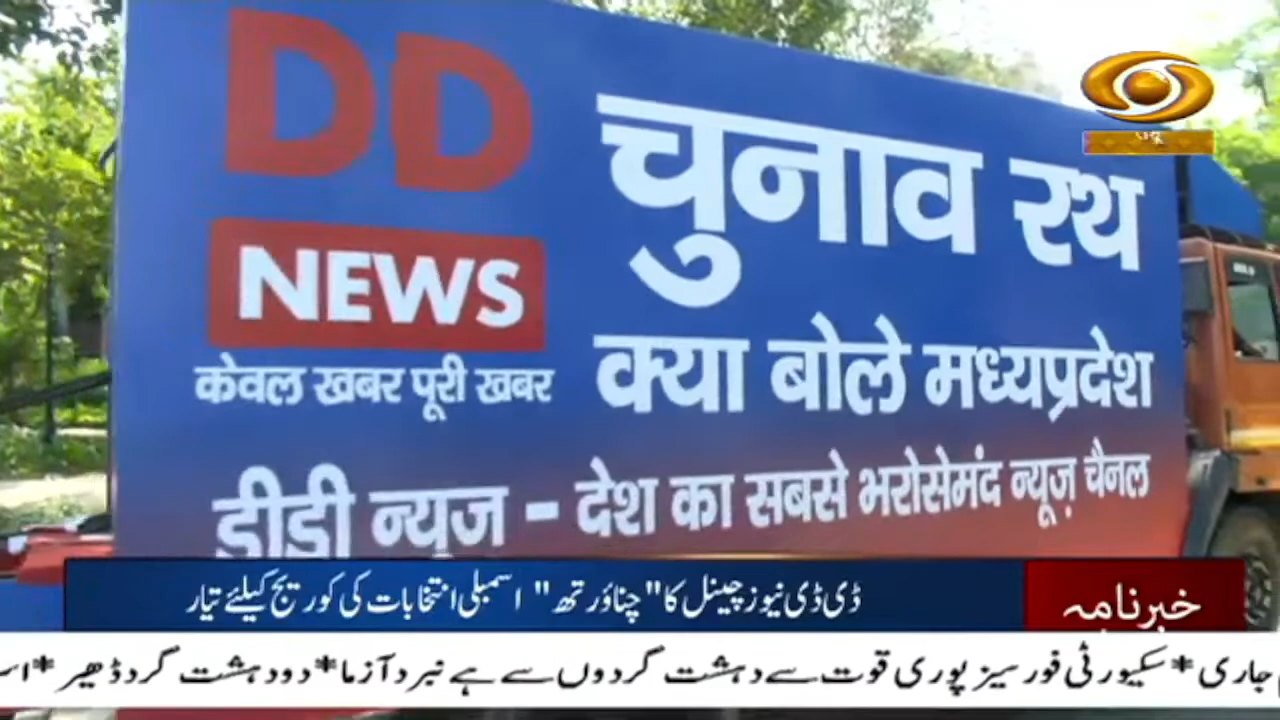 DD
NEWS
केवल ख़बर पूरी ख़बर
चुनाव रथ
क्या बोले मध्यप्रदेश
डीडी न्यूज़ - देश का सबसे भरोसेमंद न्यूज़ चैनल
ڈی ڈی نیوز چینل کا "چناؤ رتھ" اسمبلی انتخابات کی کوریج کیلئے تیار
خبرنامہ
جاری *سکیورٹی فورسیز پوری قوت سے دہشت گردوں سے ہے نبرد آزما*دو دہشت گرد ڈھیر *